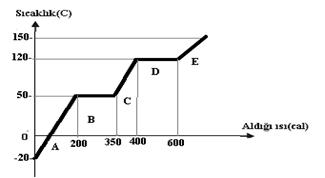 Sıcaklık(C)
150-
120-
D
E
50-
C
B
0
A
200
350
400
600
Aldığı ısı(cal)
-20